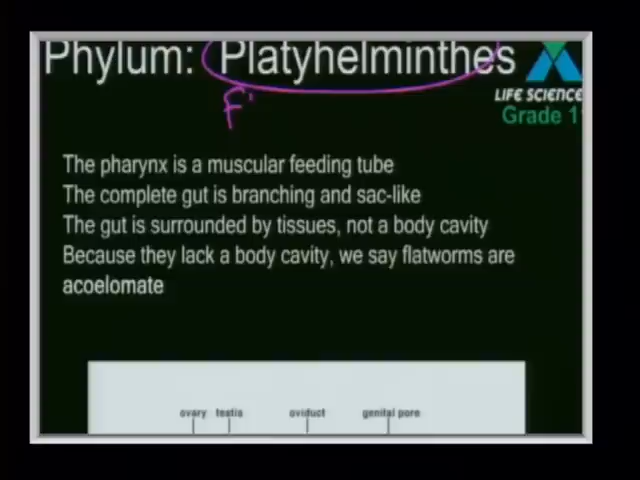 Phylum: Platyhelminthes
LIFE SCIENCE
Grade 1
The pharynx is a muscular feeding tube
The complete gut is branching and sac-like
The gut is surrounded by tissues, not a body cavity
Because they lack a body cavity, we say flatworms are
acoelomate
ovary testis oviduct genital pore